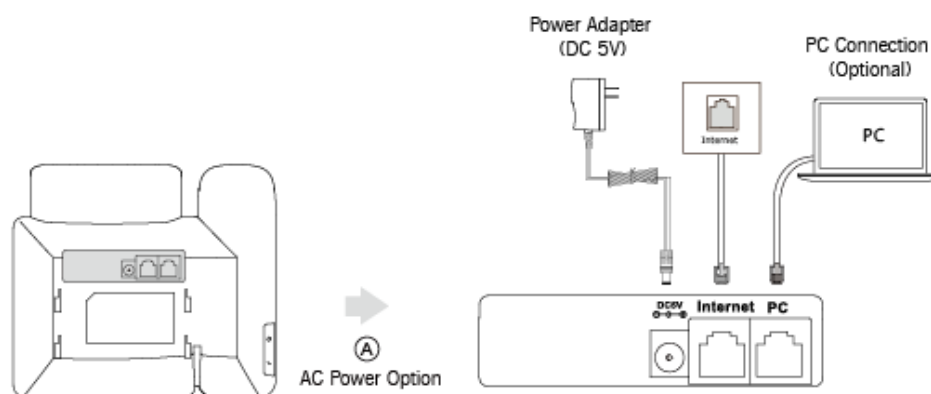 Power Adapter
(DC 5V)
PC Connection
(Optional)
Internet
PC
DC5V
Internet
PC
A
AC Power Option